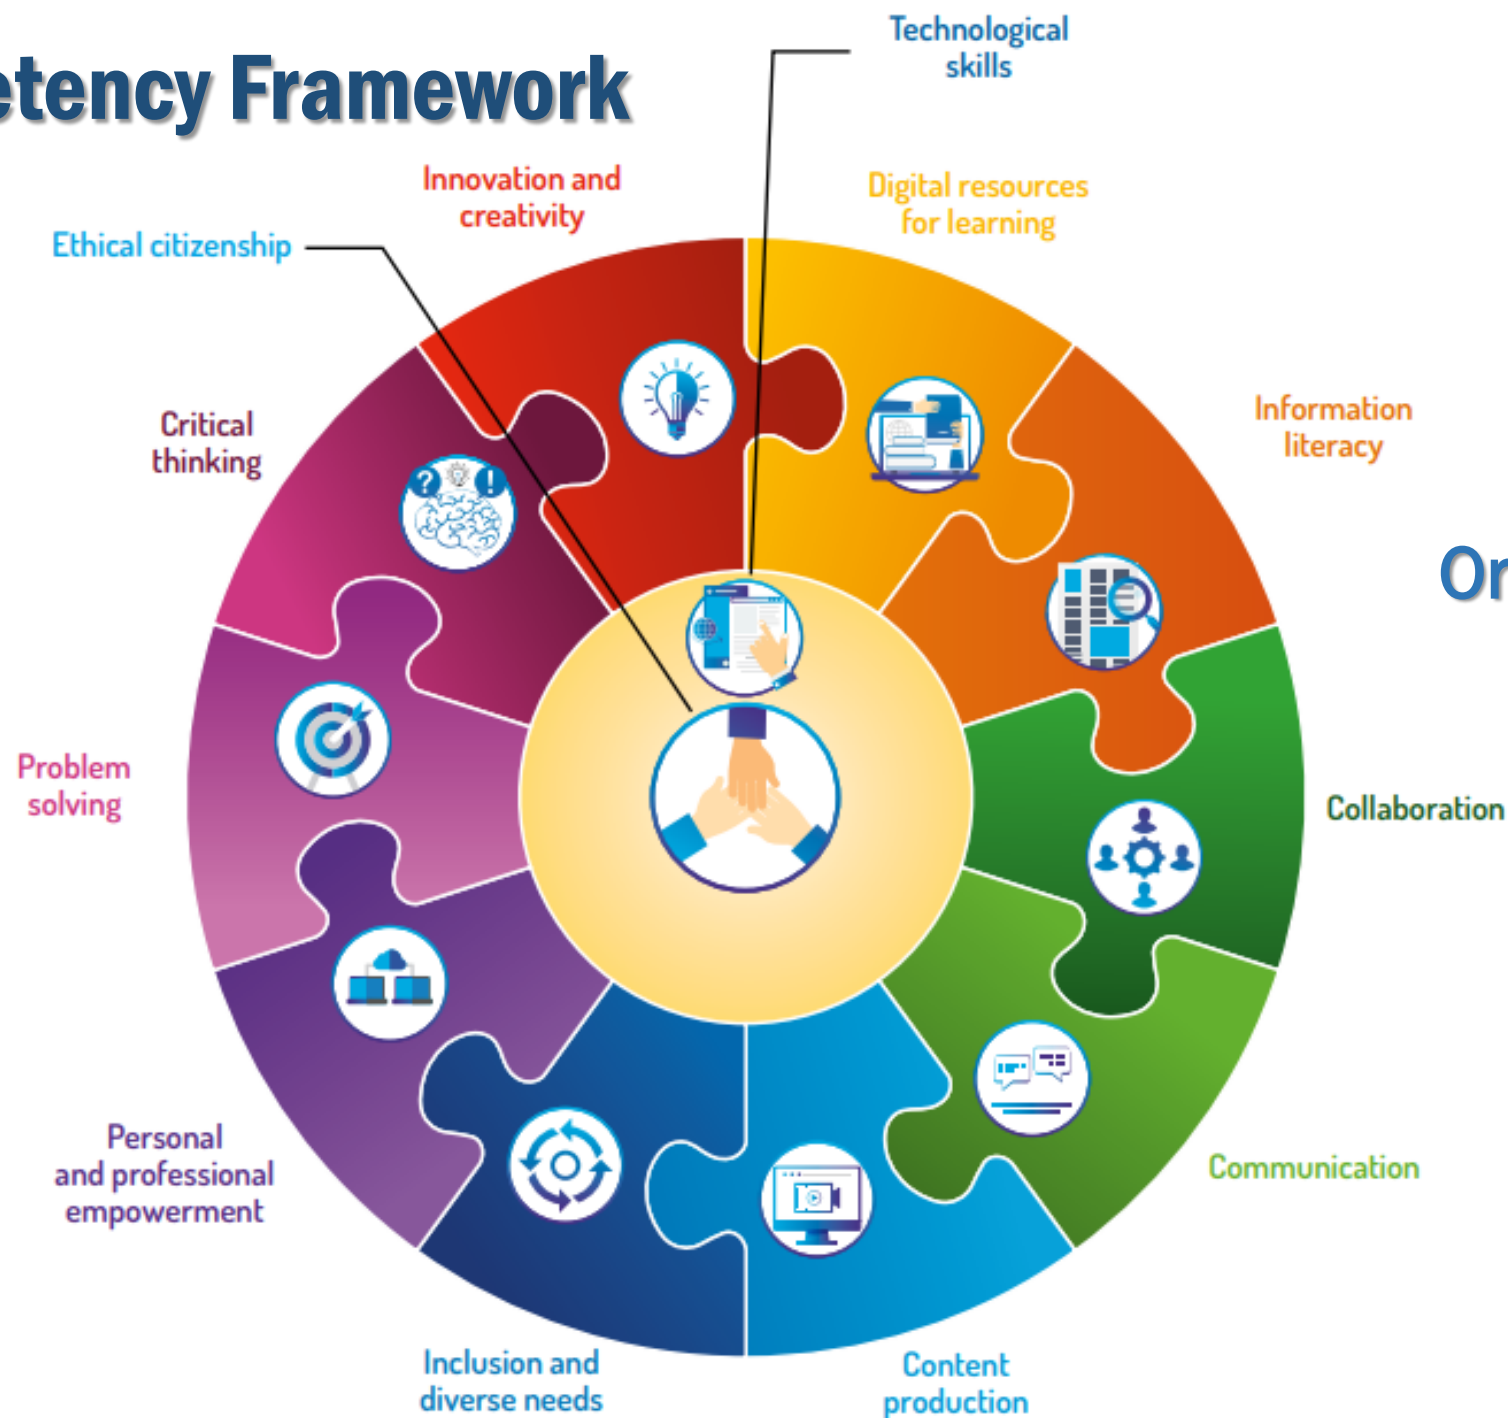 etency Framework
Technological
skills
Innovation and
creativity
Digital resources
for learning
Ethical citizenship
Critical
thinking
Information
literacy
Or
Problem
solving
Collaboration
Personal
and professional
empowerment
Communication
Inclusion and
diverse needs
Content
production